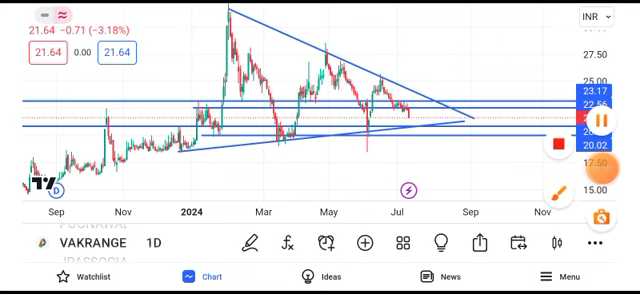 INR
21.64 −0.71 (−3.18%)
21.64 0.00 21.64
27.50
25.00
23.17
22.56
20.02
17.50
15.00
D
Sep Nov 2024 Mar May Jul Sep Nov
VAKRANGE 1D
JPASSOCIA
Watchlist Chart Ideas News Menu